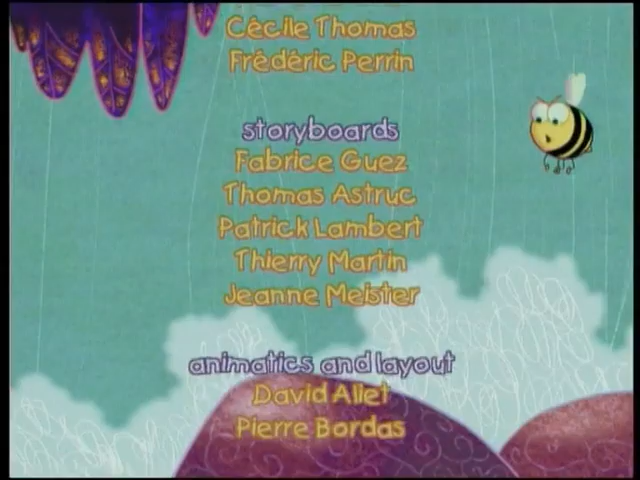 Cécile Thomas
Frédéric Perrin
storyboards
Fabrice Guez
Thomas Astruc
Patrick Lambert
Thierry Martin
Jeanne Meister
animatics and layout
David Aliet
Pierre Bordas